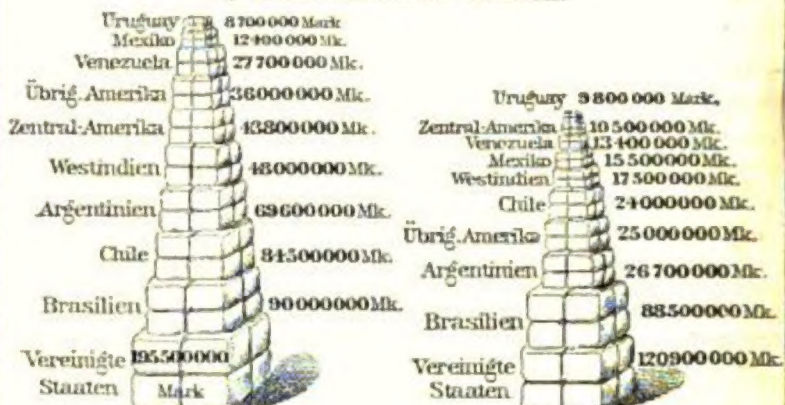 Uruguay 8700000 Mark
Mexiko 12400000 Mk.
Venezuela 27700000 Mk.
Übrig. Amerika 36000000 Mk.
Zentral-Amerika 43800000 Mk.
Westindien 48000000 Mk.
Argentinien 69600000 Mk.
Chile 84500000 Mk.
Brasilien 90000000 Mk.
Vereinigte 195500000
Staaten Mark
Uruguay 9800000 Mark.
Zentral-Amerika 10500000 Mk.
Venezuela 13400000 Mk.
Mexiko 15500000 Mk.
Westindien 17500000 Mk.
Chile 24000000 Mk.
Übrig. Amerika 25000000 Mk.
Argentinien 26700000 Mk.
Brasilien 88500000 Mk.
Vereinigte 120900000 Mk.
Staaten